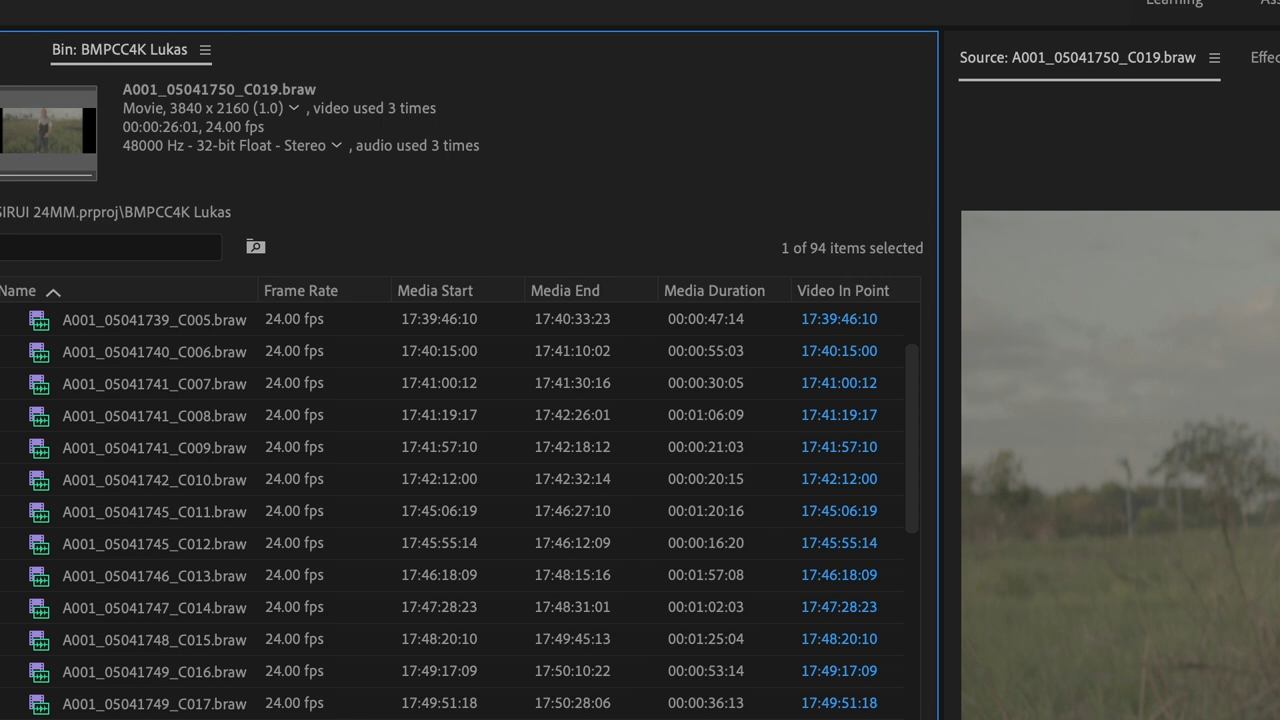 Learning
Bin: BMPCC4K Lukas
Source: A001_05041750_C019.braw
A001_05041750_C019.braw
Movie, 3840 x 2160 (1.0) , video used 3 times
00:00:26:01, 24.00 fps
48000 Hz - 32-bit Float - Stereo , audio used 3 times
SIRUI 24MM.prproj\BMPCC4K Lukas
1 of 94 items selected
Name Frame Rate Media Start Media End Media Duration Video In Point
A001_05041739_C005.braw 24.00 fps 17:39:46:10 17:40:33:23 00:00:47:14 17:39:46:10
A001_05041740_C006.braw 24.00 fps 17:40:15:00 17:41:10:02 00:00:55:03 17:40:15:00
A001_05041741_C007.braw 24.00 fps 17:41:00:12 17:41:30:16 00:00:30:05 17:41:00:12
A001_05041741_C008.braw 24.00 fps 17:41:19:17 17:42:26:01 00:01:06:09 17:41:19:17
A001_05041741_C009.braw 24.00 fps 17:41:57:10 17:42:18:12 00:00:21:03 17:41:57:10
A001_05041742_C010.braw 24.00 fps 17:42:12:00 17:42:32:14 00:00:20:15 17:42:12:00
A001_05041745_C011.braw 24.00 fps 17:45:06:19 17:46:27:10 00:01:20:16 17:45:06:19
A001_05041745_C012.braw 24.00 fps 17:45:55:14 17:46:12:09 00:00:16:20 17:45:55:14
A001_05041746_C013.braw 24.00 fps 17:46:18:09 17:48:15:16 00:01:57:08 17:46:18:09
A001_05041747_C014.braw 24.00 fps 17:47:28:23 17:48:31:01 00:01:02:03 17:47:28:23
A001_05041748_C015.braw 24.00 fps 17:48:20:10 17:49:45:13 00:01:25:04 17:48:20:10
A001_05041749_C016.braw 24.00 fps 17:49:17:09 17:50:10:22 00:00:53:14 17:49:17:09
A001_05041749_C017.braw 24.00 fps 17:49:51:18 17:50:28:06 00:00:36:13 17:49:51:18